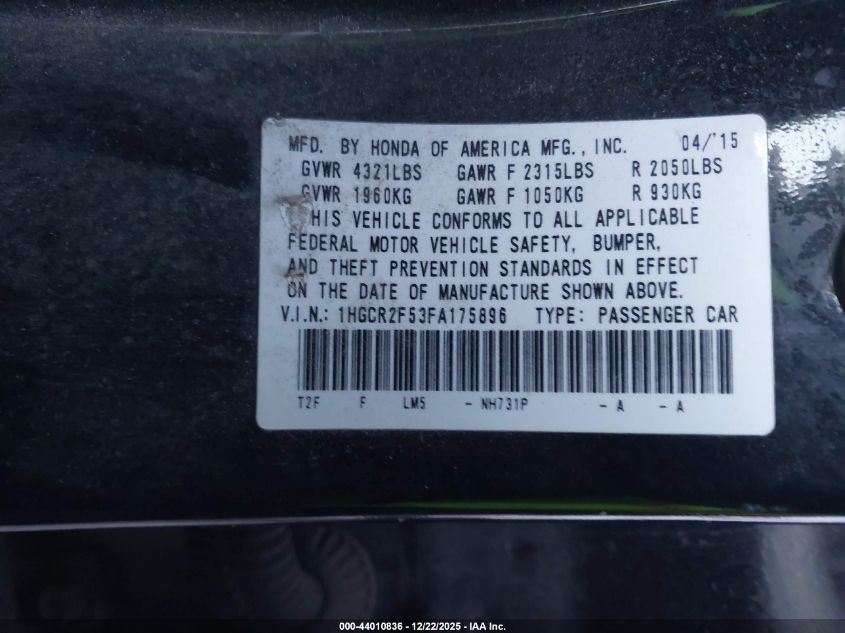 MFD. BY HONDA OF AMERICA MFG., INC. 04/'15
GVWR 4321LBS GAWR F 2315LBS R 2050LBS
GVWR 1960KG GAWR F 1050KG R 930KG
THIS VEHICLE CONFORMS TO ALL APPLICABLE
FEDERAL MOTOR VEHICLE SAFETY, BUMPER,
AND THEFT PREVENTION STANDARDS IN EFFECT
ON THE DATE OF MANUFACTURE SHOWN ABOVE.
V.I.N.: 1HGCR2F53FA175896 TYPE: PASSENGER CAR
T2F F LM5 - NH731P - A - A
000-44010836 - 12/22/2025 - IAA Inc.